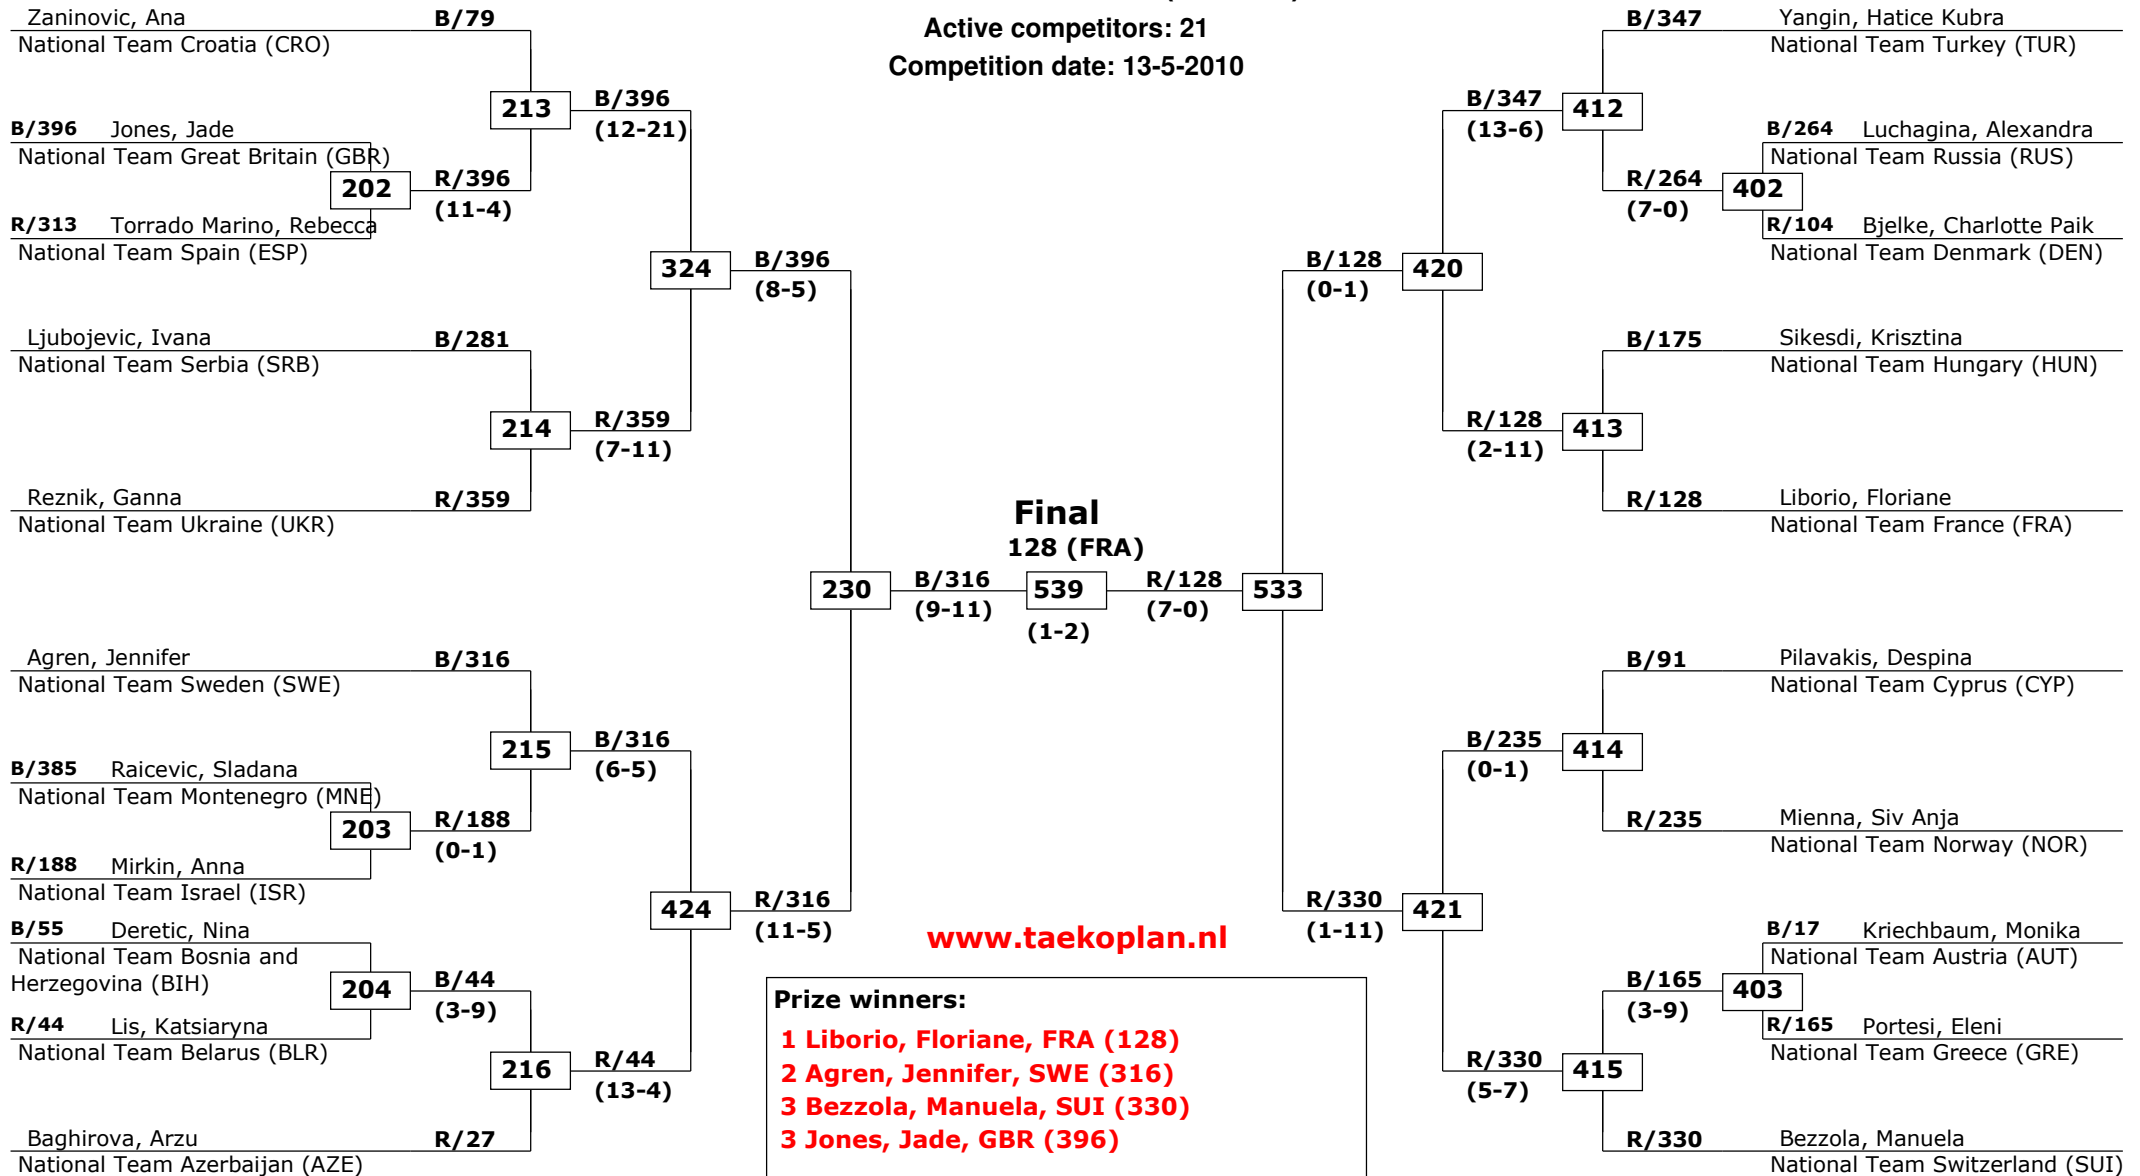 Active competitors: 21
Competition date: 13-5-2010
Zaninovic, Ana B/79
National Team Croatia (CRO)
213 B/396
(12-21)
B/396 Jones, Jade
National Team Great Britain (GBR)
202 R/396
(11-4)
R/313 Torrado Marino, Rebecca
National Team Spain (ESP)
324 B/396
(8-5)
Ljubojevic, Ivana B/281
National Team Serbia (SRB)
214 R/359
(7-11)
Reznik, Ganna R/359
National Team Ukraine (UKR)
230 B/316
(9-11)
Agren, Jennifer B/316
National Team Sweden (SWE)
215 B/316
(6-5)
B/385 Raicevic, Sladana
National Team Montenegro (MNE)
203 R/188
(0-1)
R/188 Mirkin, Anna
National Team Israel (ISR)
424 R/316
(11-5)
B/55 Deretic, Nina
National Team Bosnia and
Herzegovina (BIH)
204 B/44
(3-9)
R/44 Lis, Katsiaryna
National Team Belarus (BLR)
216 R/44
(13-4)
Baghirova, Arzu R/27
National Team Azerbaijan (AZE)
Final
128 (FRA)
539
(1-2)
R/128 533
(7-0)
B/347 Yangin, Hatice Kubra
National Team Turkey (TUR)
B/347 412
(13-6)
B/264 Luchagina, Alexandra
National Team Russia (RUS)
R/264 402
(7-0)
R/104 Bjelke, Charlotte Paik
National Team Denmark (DEN)
B/128 420
(0-1)
B/175 Sikesdi, Krisztina
National Team Hungary (HUN)
R/128 413
(2-11)
R/128 Liborio, Floriane
National Team France (FRA)
B/91 Pilavakis, Despina
National Team Cyprus (CYP)
B/235 414
(0-1)
R/235 Mienna, Siv Anja
National Team Norway (NOR)
R/330 421
(1-11)
B/17 Kriechbaum, Monika
National Team Austria (AUT)
B/165 403
(3-9)
R/165 Portesi, Eleni
National Team Greece (GRE)
R/330 415
(5-7)
R/330 Bezzola, Manuela
National Team Switzerland (SUI)
www.taekoplan.nl
Prize winners:
1 Liborio, Floriane, FRA (128)
2 Agren, Jennifer, SWE (316)
3 Bezzola, Manuela, SUI (330)
3 Jones, Jade, GBR (396)